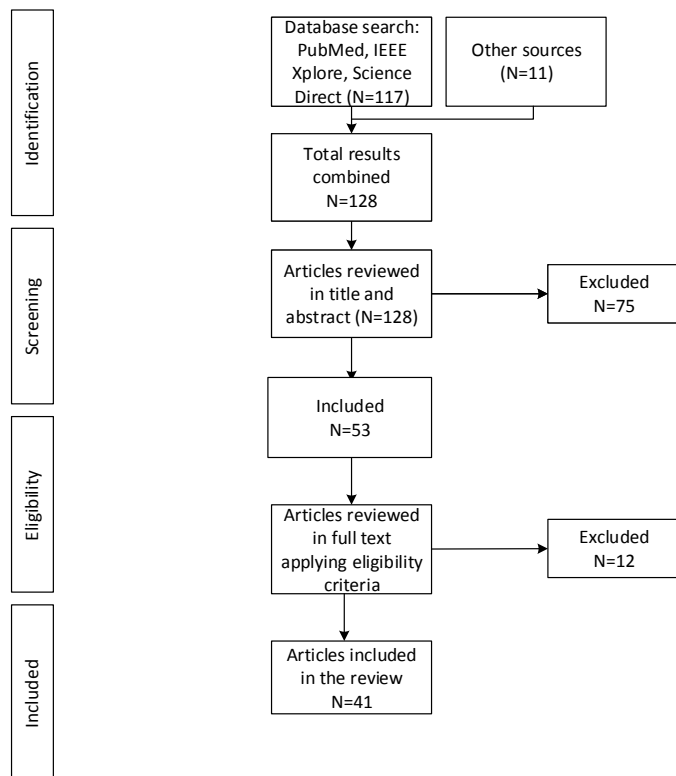 Identification
Database search:
PubMed, IEEE
Xplore, Science
Direct (N=117)
Other sources
(N=11)
Total results
combined
N=128
Screening
Articles reviewed
in title and
abstract (N=128)
Excluded
N=75
Included
N=53
Eligibility
Articles reviewed
in full text
applying eligibility
criteria
Excluded
N=12
Included
Articles included
in the review
N=41